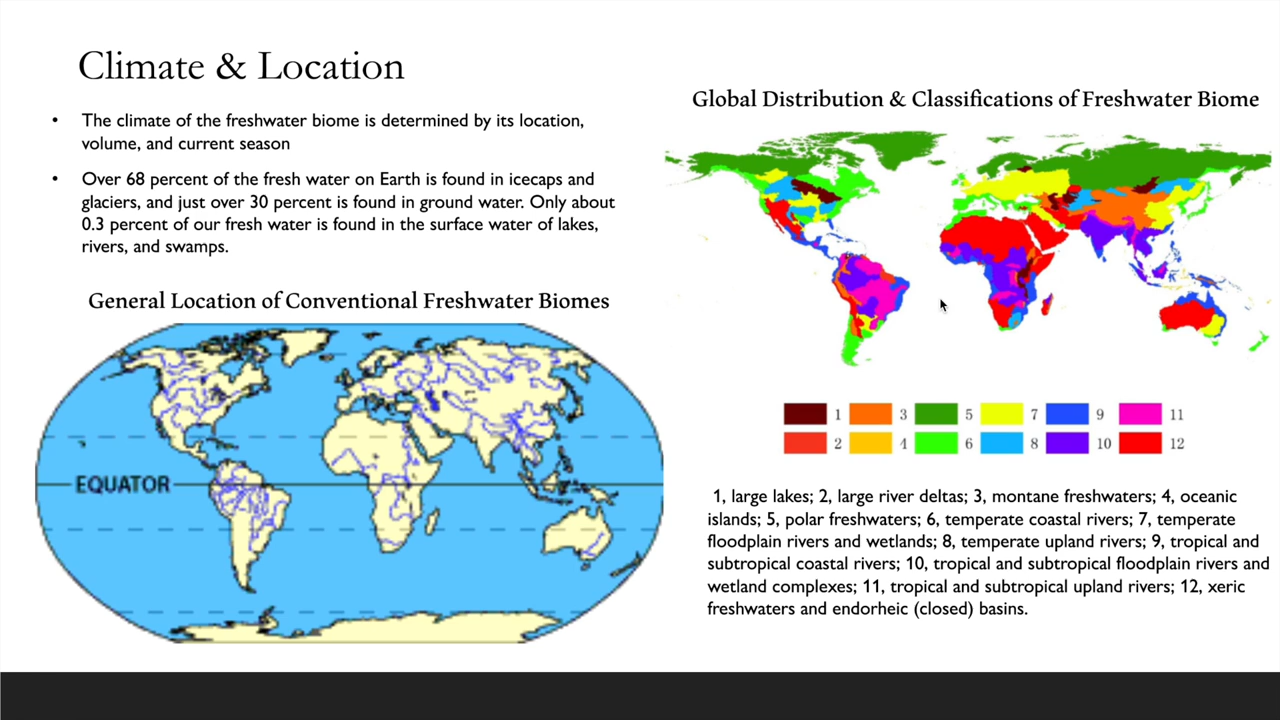 Climate & Location
• The climate of the freshwater biome is determined by its location,
volume, and current season
• Over 68 percent of the fresh water on Earth is found in icecaps and
glaciers, and just over 30 percent is found in ground water. Only about
0.3 percent of our fresh water is found in the surface water of lakes,
rivers, and swamps.
General Location of Conventional Freshwater Biomes
EQUATOR
Global Distribution & Classifications of Freshwater Biome
1 3 5 7 9 11
2 4 6 8 10 12
1, large lakes; 2, large river deltas; 3, montane freshwaters; 4, oceanic
islands; 5, polar freshwaters; 6, temperate coastal rivers; 7, temperate
floodplain rivers and wetlands; 8, temperate upland rivers; 9, tropical and
subtropical coastal rivers; 10, tropical and subtropical floodplain rivers and
wetland complexes; 11, tropical and subtropical upland rivers; 12, xeric
freshwaters and endorheic (closed) basins.